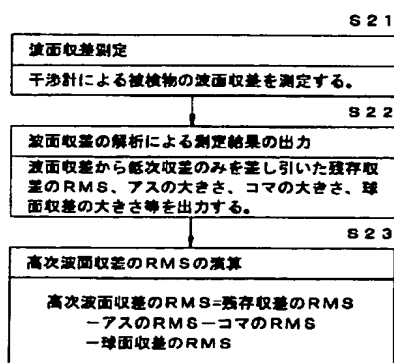 S21
波面収差測定
干渉計による被検物の波面収差を測定する。
S22
波面収差の解析による測定結果の出力
波面収差から低次収差のみを差し引いた残存収
差のRMS、アスの大きさ、コマの大きさ、球
面収差の大きさ等を出力する。
S23
高次波面収差のRMSの演算
高次波面収差のRMS=残存収差のRMS
－アスのRMS－コマのRMS
－球面収差のRMS